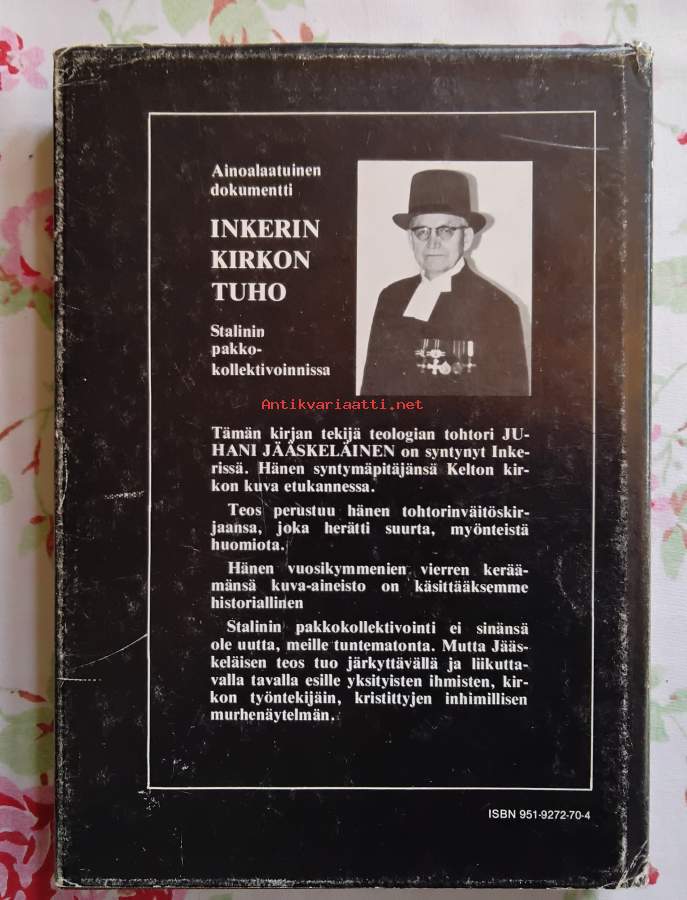 Ainoalaatuinen
dokumentti
INKERIN
KIRKON
TUHO
Stalinin
pakko-
kollektivoinnissa
Antikvariaatti.net
Tämän kirjan tekijä teologian tohtori JU-
HANI JÄÄSKELÄINEN on syntynyt Inke-
rissä. Hänen syntymäpitäjänsä Kelton kir-
kon kuva etukannessa.
Teos perustuu hänen tohtorinväitöskir-
jaansa, joka herätti suurta, myönteistä
huomiota.
Hänen vuosikymmenien vierren kerää-
mänsä kuva-aineisto on käsittääksemme
historiallinen
Stalinin pakkokollektivointi ei sinänsä
ole uutta, meille tuntematonta. Mutta Jääs-
keläisen teos tuo järkyttävällä ja liikutta-
valla tavalla esille yksityisten ihmisten, kir-
kon työntekijäin, kristittyjen inhimillisen
murhenäytelmän.
ISBN 951-9272-70-4